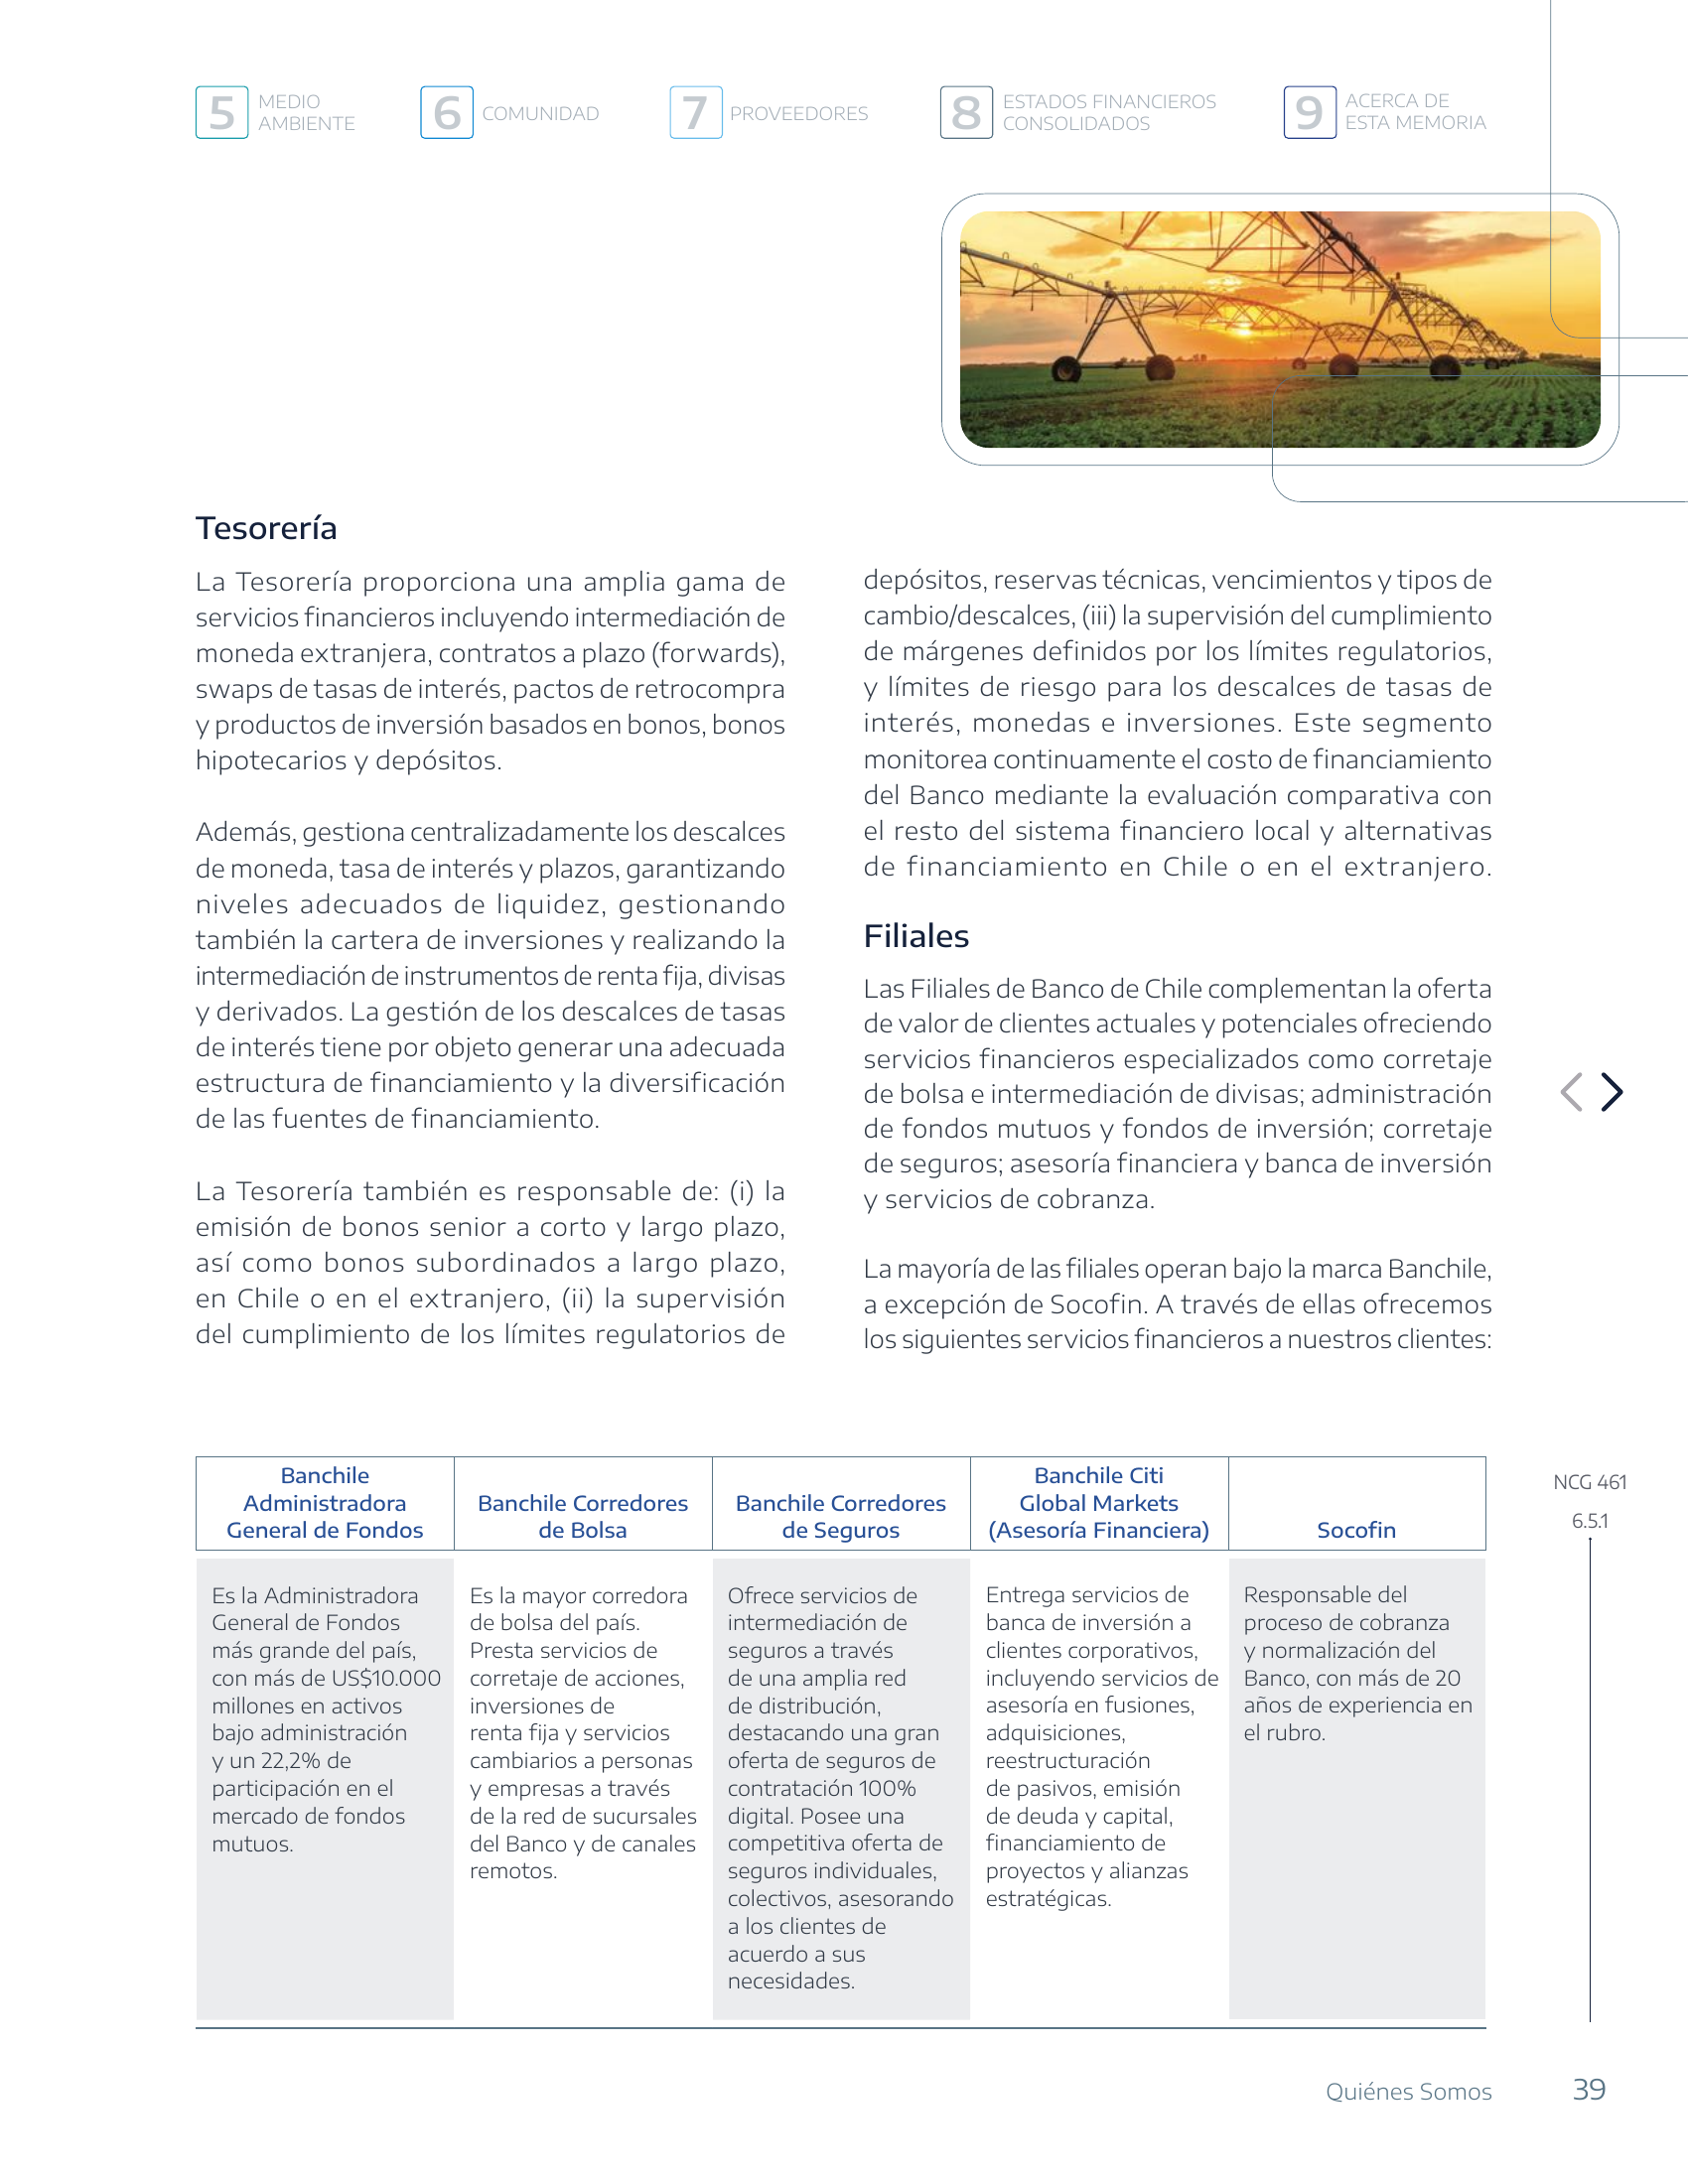 5 MEDIO
AMBIENTE
6 COMUNIDAD
7 PROVEEDORES
8 ESTADOS FINANCIEROS
CONSOLIDADOS
9 ACERCA DE
ESTA MEMORIA
Tesorería
La Tesorería proporciona una amplia gama de
servicios financieros incluyendo intermediación de
moneda extranjera, contratos a plazo (forwards),
swaps de tasas de interés, pactos de retrocompra
y productos de inversión basados en bonos, bonos
hipotecarios y depósitos.
Además, gestiona centralizadamente los descalces
de moneda, tasa de interés y plazos, garantizando
niveles adecuados de liquidez, gestionando
también la cartera de inversiones y realizando la
intermediación de instrumentos de renta fija, divisas
y derivados. La gestión de los descalces de tasas
de interés tiene por objeto generar una adecuada
estructura de financiamiento y la diversificación
de las fuentes de financiamiento.
La Tesorería también es responsable de: (i) la
emisión de bonos senior a corto y largo plazo,
así como bonos subordinados a largo plazo,
en Chile o en el extranjero, (ii) la supervisión
del cumplimiento de los límites regulatorios de
depósitos, reservas técnicas, vencimientos y tipos de
cambio/descalces, (iii) la supervisión del cumplimiento
de márgenes definidos por los límites regulatorios,
y límites de riesgo para los descalces de tasas de
interés, monedas e inversiones. Este segmento
monitorea continuamente el costo de financiamiento
del Banco mediante la evaluación comparativa con
el resto del sistema financiero local y alternativas
de financiamiento en Chile o en el extranjero.
Filiales
Las Filiales de Banco de Chile complementan la oferta
de valor de clientes actuales y potenciales ofreciendo
servicios financieros especializados como corretaje
de bolsa e intermediación de divisas; administración
de fondos mutuos y fondos de inversión; corretaje
de seguros; asesoría financiera y banca de inversión
y servicios de cobranza.
La mayoría de las filiales operan bajo la marca Banchile,
a excepción de Socofin. A través de ellas ofrecemos
los siguientes servicios financieros a nuestros clientes:
Banchile
Administradora
General de Fondos
Es la Administradora
General de Fondos
más grande del país,
con más de US$10.000
millones en activos
bajo administración
y un 22,2% de
participación en el
mercado de fondos
mutuos.
Banchile Corredores
de Bolsa
Es la mayor corredora
de bolsa del país.
Presta servicios de
corretaje de acciones,
inversiones de
renta fija y servicios
cambiarios a personas
y empresas a través
de la red de sucursales
del Banco y de canales
remotos.
Banchile Corredores
de Seguros
Ofrece servicios de
intermediación de
seguros a través
de una amplia red
de distribución,
destacando una gran
oferta de seguros de
contratación 100%
digital. Posee una
competitiva oferta de
seguros individuales,
colectivos, asesorando
a los clientes de
acuerdo a sus
necesidades.
Banchile Citi
Global Markets
(Asesoría Financiera)
Entrega servicios de
banca de inversión a
clientes corporativos,
incluyendo servicios de
asesoría en fusiones,
adquisiciones,
reestructuración
de pasivos, emisión
de deuda y capital,
financiamiento de
proyectos y alianzas
estratégicas.
Socofin
Responsable del
proceso de cobranza
y normalización del
Banco, con más de 20
años de experiencia en
el rubro.
NCG 461
6.5.1
Quiénes Somos 39